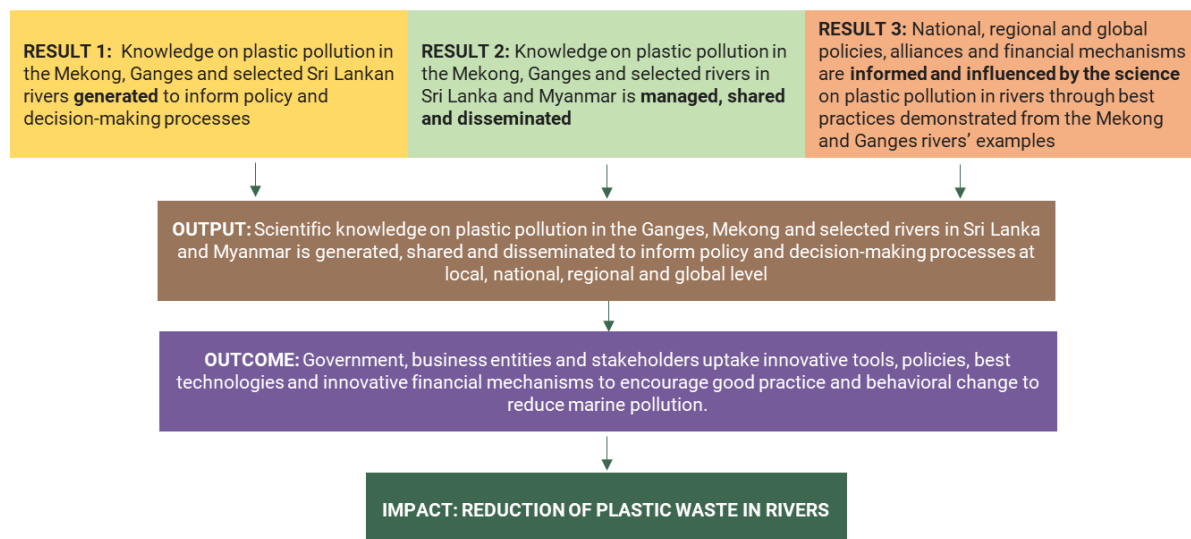 RESULT 1: Knowledge on plastic pollution in
the Mekong, Ganges and selected Sri Lankan
rivers generated to inform policy and
decision-making processes
RESULT 2: Knowledge on plastic pollution in
the Mekong, Ganges and selected rivers in
Sri Lanka and Myanmar is managed, shared
and disseminated
RESULT 3: National, regional and global
policies, alliances and financial mechanisms
are informed and influenced by the science
on plastic pollution in rivers through best
practices demonstrated from the Mekong
and Ganges rivers’ examples
OUTPUT: Scientific knowledge on plastic pollution in the Ganges, Mekong and selected rivers in Sri Lanka
and Myanmar is generated, shared and disseminated to inform policy and decision-making processes at
local, national, regional and global level
OUTCOME: Government, business entities and stakeholders uptake innovative tools, policies, best
technologies and innovative financial mechanisms to encourage good practice and behavioral change to
reduce marine pollution.
IMPACT: REDUCTION OF PLASTIC WASTE IN RIVERS